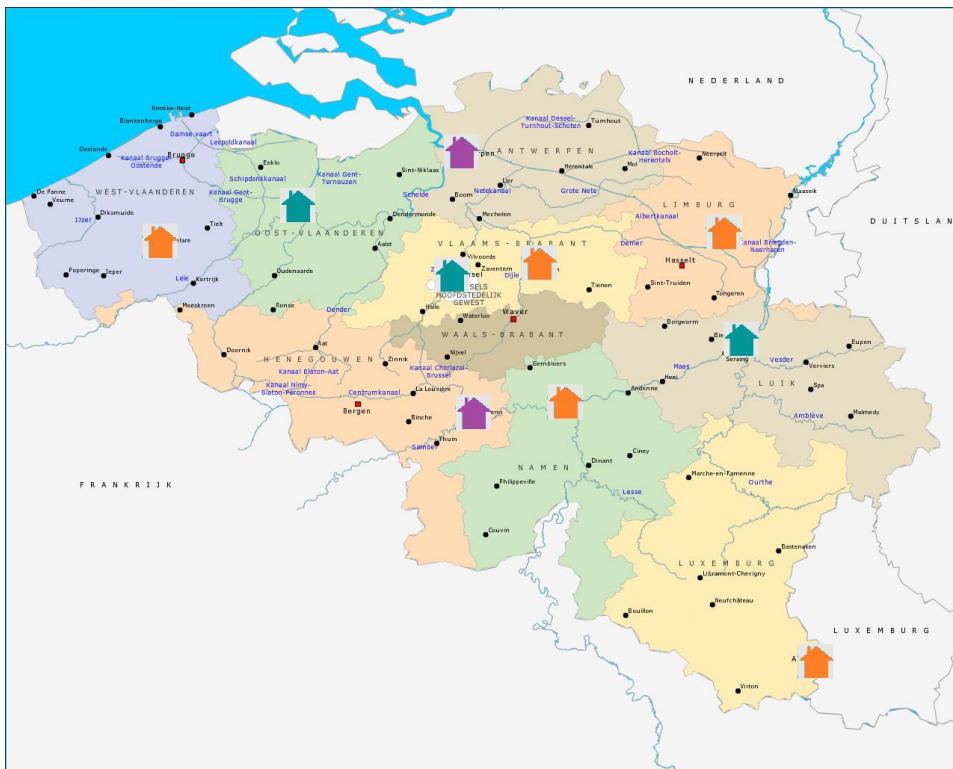 NEDERLAND
Knokke-Heist
Blankenberge
Damse vaart
Leopoldkanaal
Kanaal Dessel-
Turnhout-Schoten
Turnhout
Oostende
Brugge
Kanaal Brugge-
Oostende
Eeklo
ANTWERPEN
Kanaal Bocholt-
Herentals
Neerpelt
Schipdonkkanaal
Kanaal Gent-
Terneuzen
Sint-Niklaas
Herentals
Mol
De Panne
Veurne
WEST-VLAANDEREN
Kanaal Gent-
Brugge
Schelde
Boom
Lier
Netekanaal
Grote Nete
Maaseik
LIMBURG
Diksmuide
IJzer
Tielt
Dendermonde
Mechelen
Albertkanaal
DUITSLAN
OOST-VLAANDEREN
Aalst
VLAAMS-BRABANT
Demer
Kanaal Briegden-
Neerharen
Vilvoorde
Zaventem
Hasselt
Poperinge
Ieper
Leie
Kortrijk
Oudenaarde
Dijle
Tienen
Sint-Truiden
HOOFDSTEDELIJK
GEWEST
Tongeren
Moeskroen
Ronse
Dender
Halle
Waterloo
Waver
Borgworm
WAALS-BRABANT
Doornik
Aat
HENEGOUWEN
Zinnik
Nijvel
Gembloers
Seraing
Eupen
Vesder
Verviers
Kanaal Blaton-Aat
Kanaal Charleroi-
Brussel
Maas
Hoei
Kanaal Nimy-
Blaton-Péronnes
Centrumkanaal
La Louvière
Andenne
LUIK
Spa
Bergen
Binche
Malmedy
Amblève
Thuin
Samber
Ciney
Dinant
NAMEN
Marche-en-Famenne
Ourthe
FRANKRIJK
Philippeville
Lesse
Couvin
Bastenaken
LUXEMBURG
Libramont-Chevigny
Neufchâteau
Bouillon
LUXEMBURG
Virton